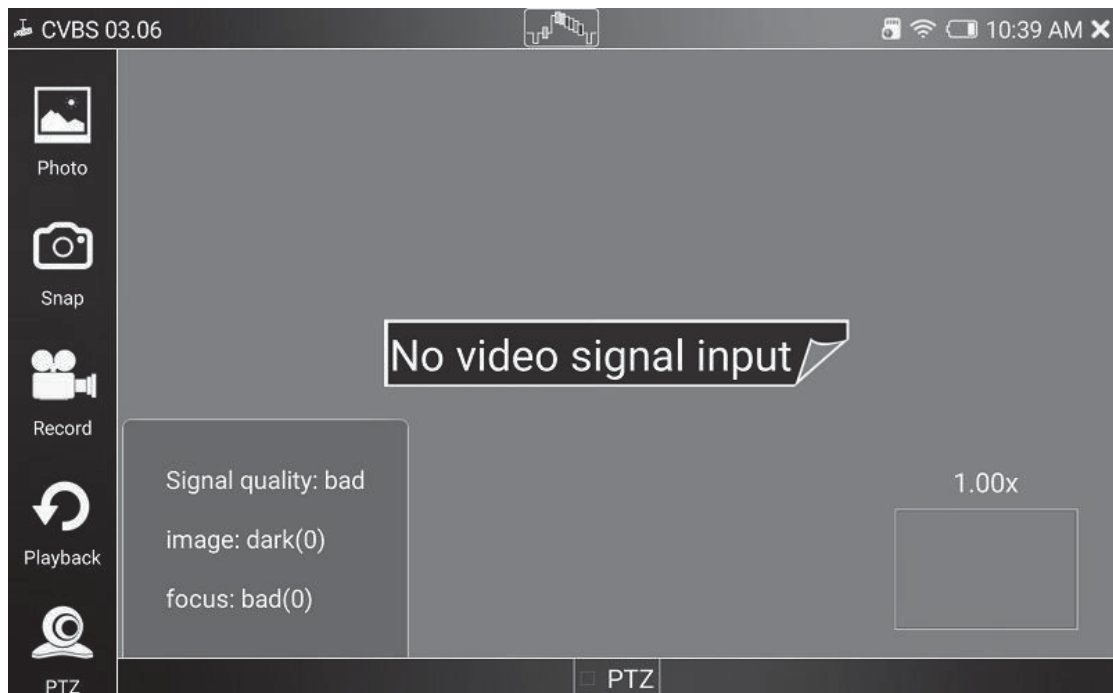 CVBS 03.06
10:39 AM
Photo
Snap
Record
Playback
PTZ
No video signal input
Signal quality: bad
image: dark(0)
focus: bad(0)
1.00x
PTZ